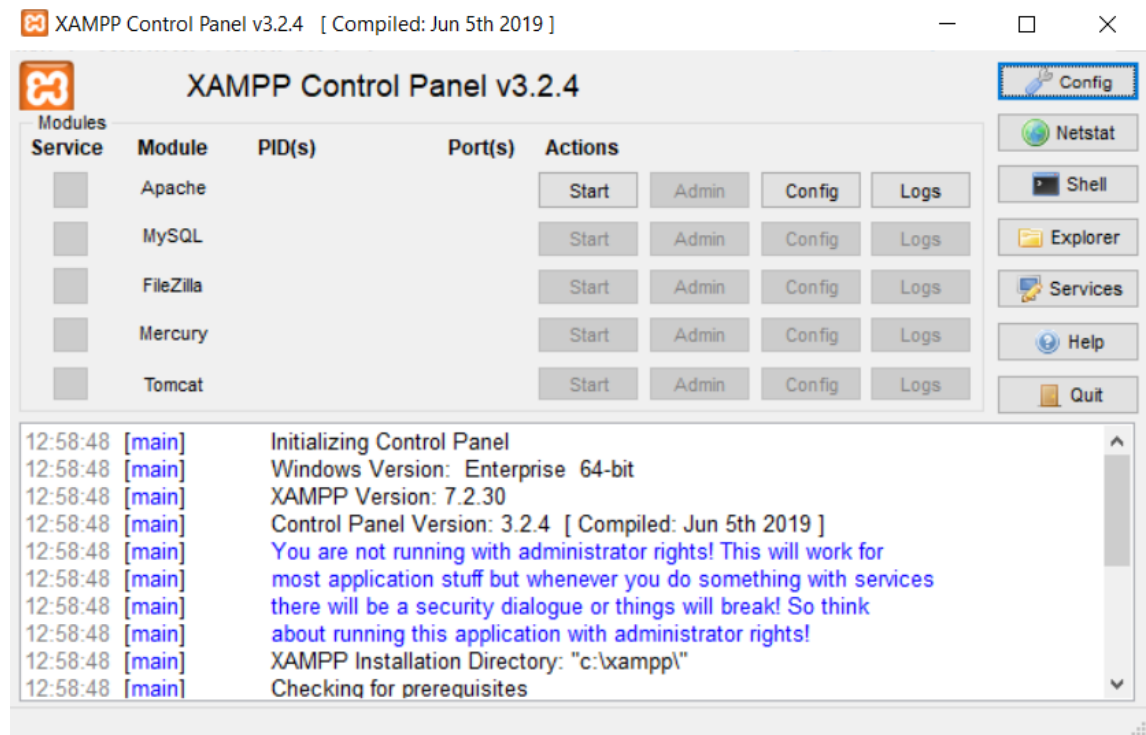 XAMPP Control Panel v3.2.4 [ Compiled: Jun 5th 2019 ]
XAMPP Control Panel v3.2.4
Config
Modules
Service Module PID(s) Port(s) Actions
Netstat
Apache Start Admin Config Logs
Shell
MySQL Start Admin Config Logs
Explorer
FileZilla Start Admin Config Logs
Services
Mercury Start Admin Config Logs
Help
Tomcat Start Admin Config Logs
Quit
12:58:48 [main] Initializing Control Panel
12:58:48 [main] Windows Version: Enterprise 64-bit
12:58:48 [main] XAMPP Version: 7.2.30
12:58:48 [main] Control Panel Version: 3.2.4 [ Compiled: Jun 5th 2019 ]
12:58:48 [main] You are not running with administrator rights! This will work for
12:58:48 [main] most application stuff but whenever you do something with services
12:58:48 [main] there will be a security dialogue or things will break! So think
12:58:48 [main] about running this application with administrator rights!
12:58:48 [main] XAMPP Installation Directory: "c:\xampp\"
12:58:48 [main] Checking for prerequisites